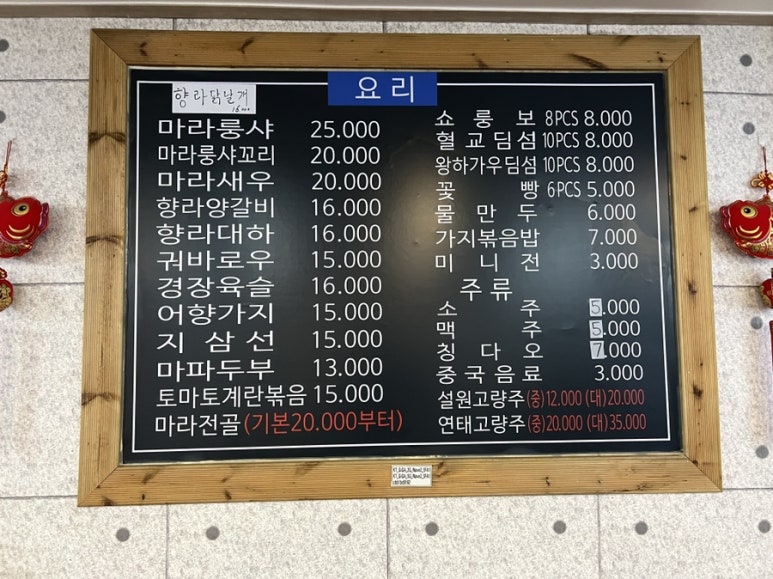 요리
향라닭날개
마라룽샤 25.000
마라룽샤꼬리 20.000
마라새우 20.000
향라양갈비 16.000
향라대하 16.000
궈바로우 15.000
경장육슬 16.000
어향가지 15.000
지삼선 15.000
마파두부 13.000
토마토계란볶음 15.000
마라전골 (기본20.000부터)
쇼룽보 8PCS 8.000
혈교딤섬 10PCS 8.000
왕하가우딤섬 10PCS 8.000
꽃빵 6PCS 5.000
물만두 6.000
가지볶음밥 7.000
미니전 3.000
주류
소주 5.000
맥주 5.000
칭다오 7.000
중국음료 3.000
설원고량주 (중) 12.000 (대) 20.000
연태고량주 (중) 20.000 (대) 35.000